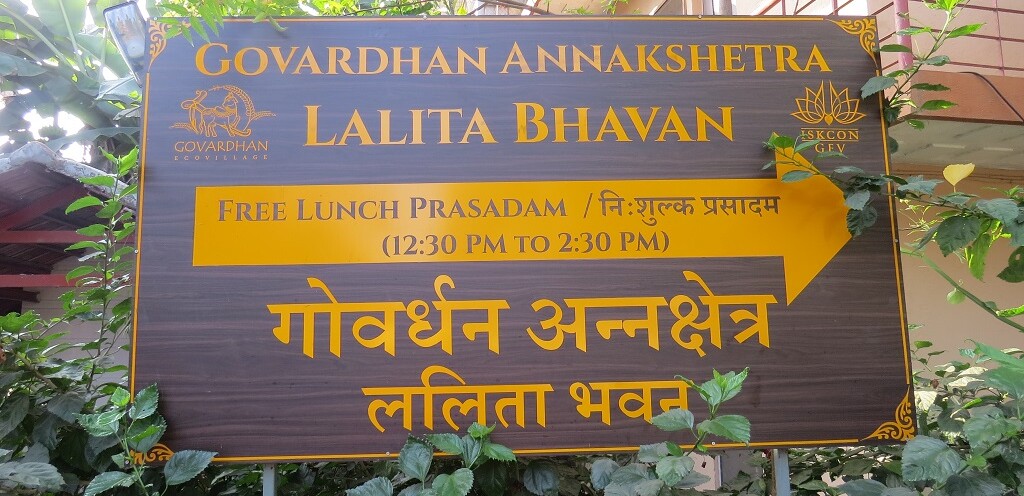 GOVARDHAN ANNAKSHETRA
LALITA BHAVAN
GOVARDHAN
ECOVILLAGE
ISKCON
GEV
FREE LUNCH PRASADAM / नि:शुल्क प्रसादम
(12:30 PM TO 2:30 PM)
गोवर्धन अन्नक्षेत्र
ललिता भवन